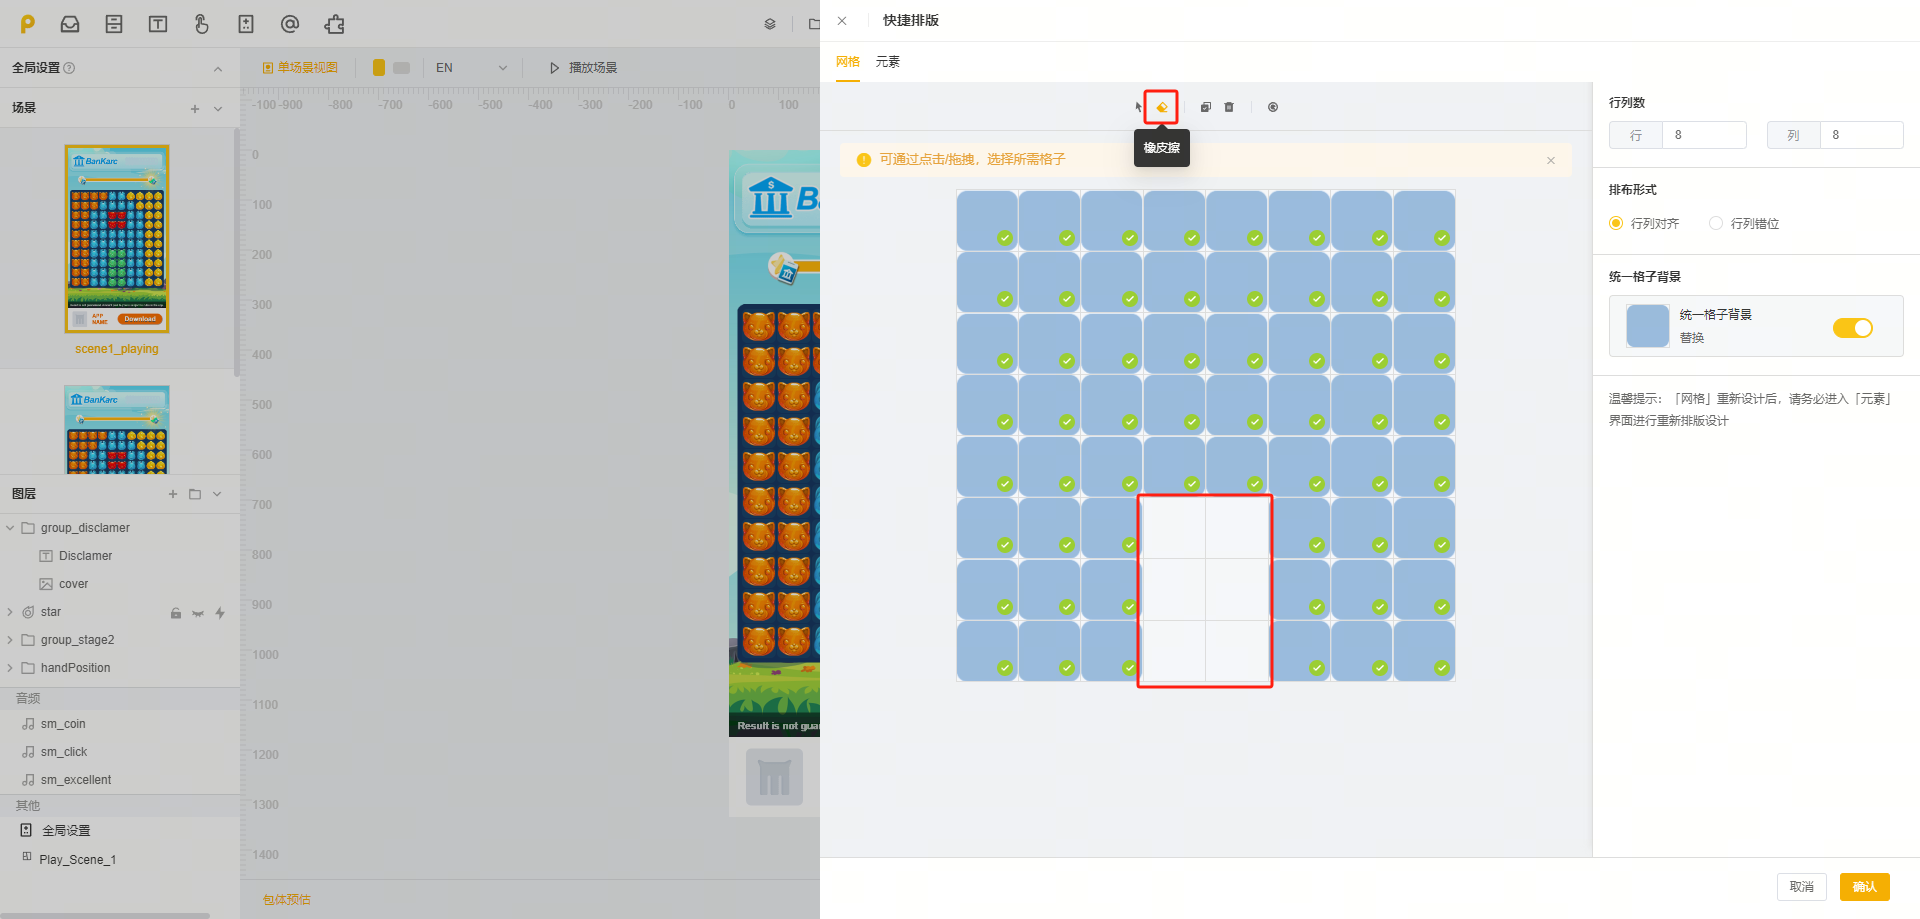 快捷排版
全局设置
单场景视图
EN
播放场景
网格
元素
-100
-900
-800
-700
-600
-500
-400
-300
-200
-100
0
100
场景
橡皮擦
可通过点击/拖拽，选择所需格子
行列数
行
8
列
8
排布形式
行列对齐
行列错位
统一格子背景
统一格子背景
替换
温馨提示：「网格」重新设计后，请务必进入「元素」
界面进行重新排版设计
BanKarc
APP
NAME
Download
scene1_playing
BanKarc
0
100
200
300
400
500
600
700
800
900
1000
1100
1200
1300
1400
B
Result is not gua
图层
group_disclamer
Disclamer
cover
star
group_stage2
handPosition
音频
sm_coin
sm_click
sm_excellent
其他
全局设置
Play_Scene_1
包体预估
取消
确认